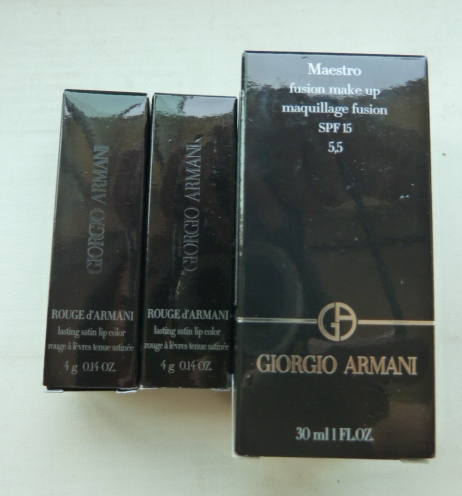 GIORGIO ARMANI
ROUGE d'ARMANI
lasting satin lip color
rouge à lèvres tenue satinée
4 g 0.14 OZ.
GIORGIO ARMANI
ROUGE d'ARMANI
lasting satin lip color
rouge à lèvres tenue satinée
4 g 0.14 OZ.
Maestro
fusion make-up
maquillage fusion
SPF 15
5,5
GA
GIORGIO ARMANI
30 ml 1 FL.OZ.